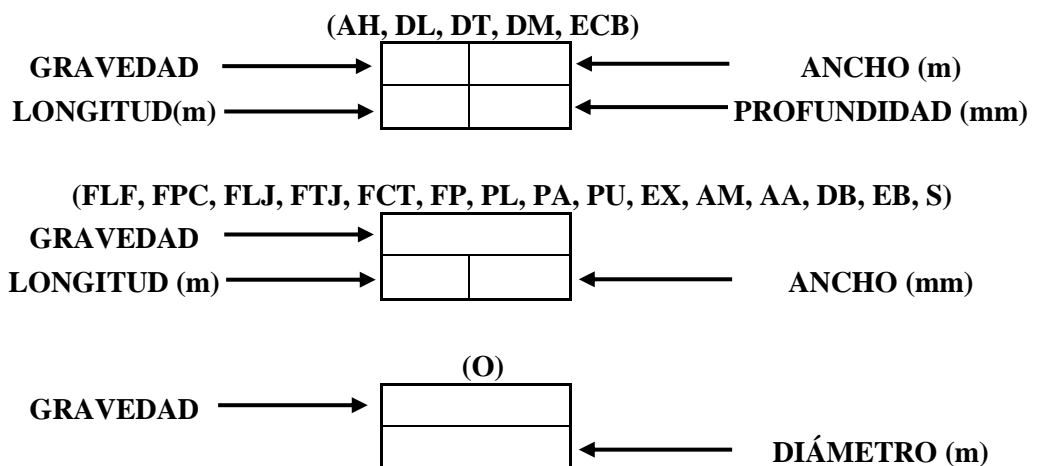 (AH, DL, DT, DM, ECB)
GRAVEDAD ANCHO (m)
LONGITUD(m) PROFUNDIDAD (mm)
(FLF, FPC, FLJ, FTJ, FCT, FP, PL, PA, PU, EX, AM, AA, DB, EB, S)
GRAVEDAD
LONGITUD (m) ANCHO (mm)
(O)
GRAVEDAD
DIÁMETRO (m)